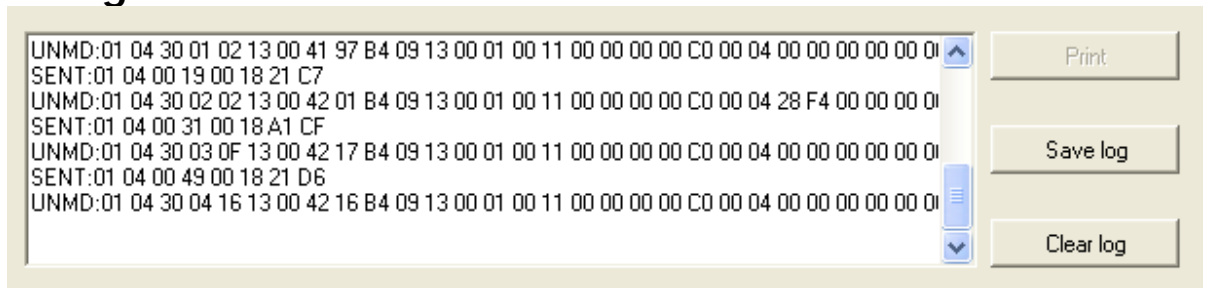 UNMD:01 04 30 01 02 13 00 41 97 B4 09 13 00 01 00 11 00 00 00 00 C0 00 04 00 00 00 00 00
SENT:01 04 00 19 00 18 21 C7
UNMD:01 04 30 02 02 13 00 42 01 B4 09 13 00 01 00 11 00 00 00 00 C0 00 04 28 F4 00 00 00
SENT:01 04 00 31 00 18 A1 CF
UNMD:01 04 30 03 0F 13 00 42 17 B4 09 13 00 01 00 11 00 00 00 00 C0 00 04 00 00 00 00 00
SENT:01 04 00 49 00 18 21 D6
UNMD:01 04 30 04 16 13 00 42 16 B4 09 13 00 01 00 11 00 00 00 00 C0 00 04 00 00 00 00 00
Print
Save log
Clear log